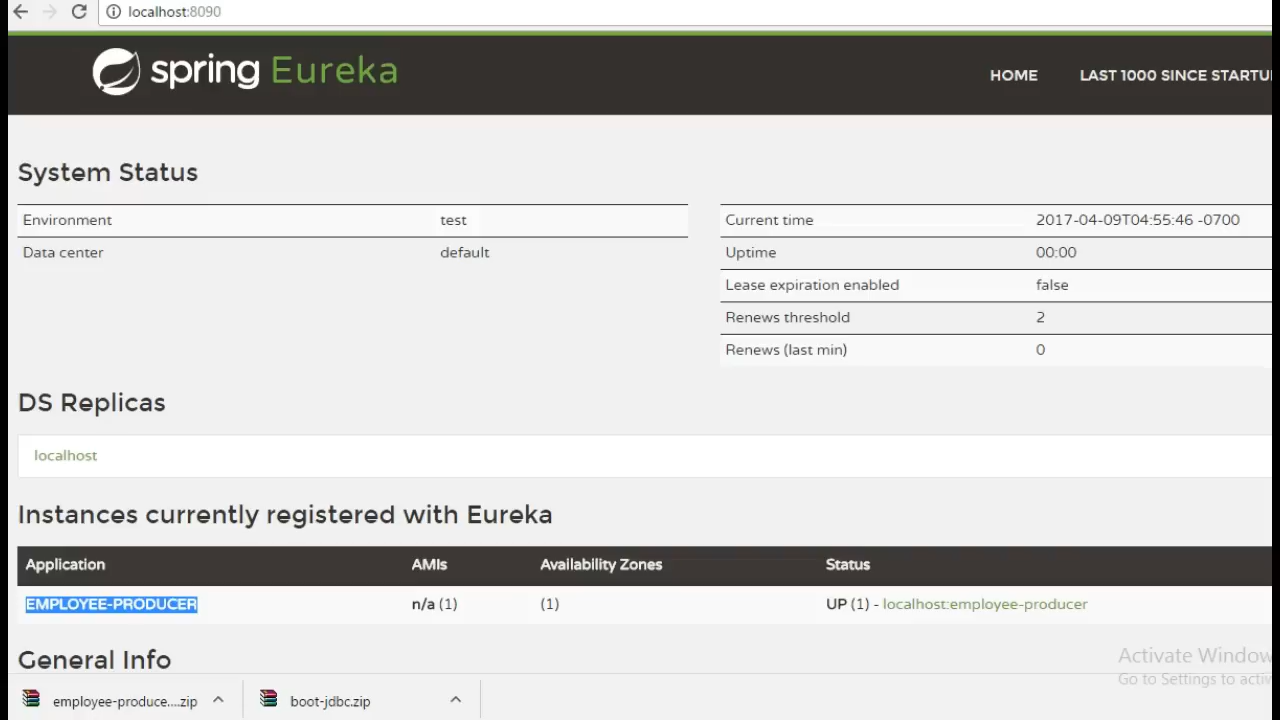 localhost:8090
spring Eureka
HOME LAST 1000 SINCE STARTU
System Status
Environment test
Data center default
Current time 2017-04-09T04:55:46 -0700
Uptime 00:00
Lease expiration enabled false
Renews threshold 2
Renews (last min) 0
DS Replicas
localhost
Instances currently registered with Eureka
Application AMIs Availability Zones Status
EMPLOYEE-PRODUCER n/a (1) (1) UP (1) - localhost:employee-producer
General Info
Activate Window
Go to Settings to activ
employee-produce....zip boot-jdbc.zip